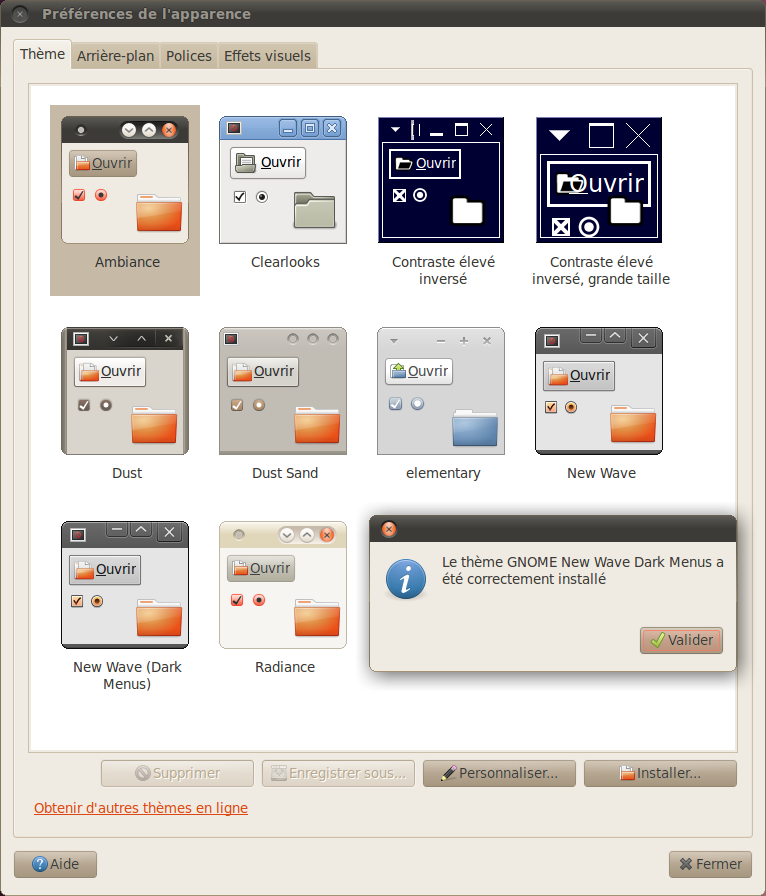 Préférences de l'apparence
Thème Arrière-plan Polices Effets visuels
Ouvrir Ouvrir Ouvrir Ouvrir
Ambiance Clearlooks Contraste élevé inversé Contraste élevé inversé, grande taille
Ouvrir Ouvrir Ouvrir Ouvrir
Dust Dust Sand elementary New Wave
Ouvrir Ouvrir
New Wave (Dark Menus) Radiance
Le thème GNOME New Wave Dark Menus a
été correctement installé
Valider
Supprimer Enregistrer sous... Personnaliser... Installer...
Obtenir d'autres thèmes en ligne
Aide Fermer